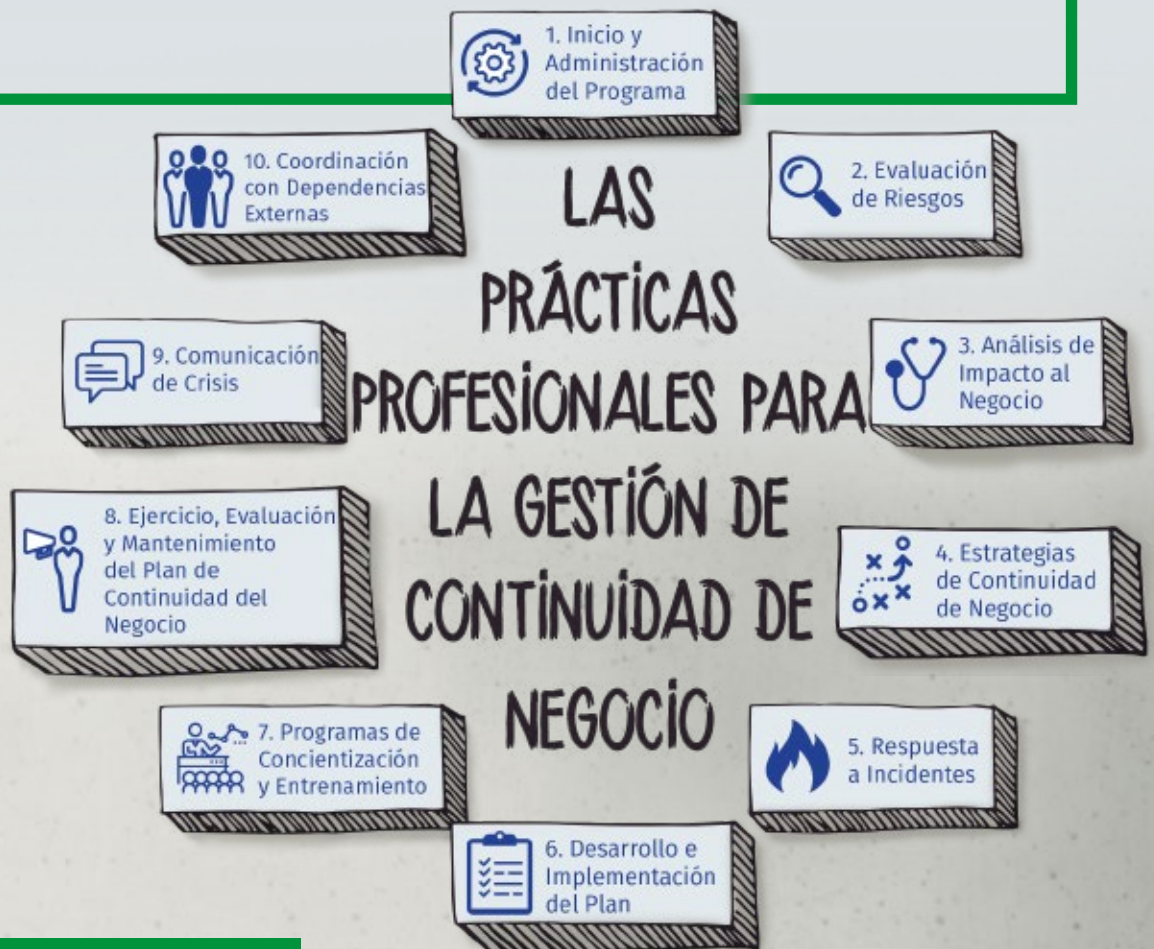 1. Inicio y
Administración
del Programa
10. Coordinación
con Dependencias
Externas
2. Evaluación
de Riesgos
LAS
PRÁCTICAS
PROFESIONALES PARA
LA GESTIÓN DE
CONTINUIDAD DE
NEGOCIO
9. Comunicación
de Crisis
3. Análisis de
Impacto al
Negocio
8. Ejercicio, Evaluación
y Mantenimiento
del Plan de
Continuidad del
Negocio
4. Estrategias
de Continuidad
de Negocio
7. Programas de
Concientización
y Entrenamiento
5. Respuesta
a Incidentes
6. Desarrollo e
Implementación
del Plan